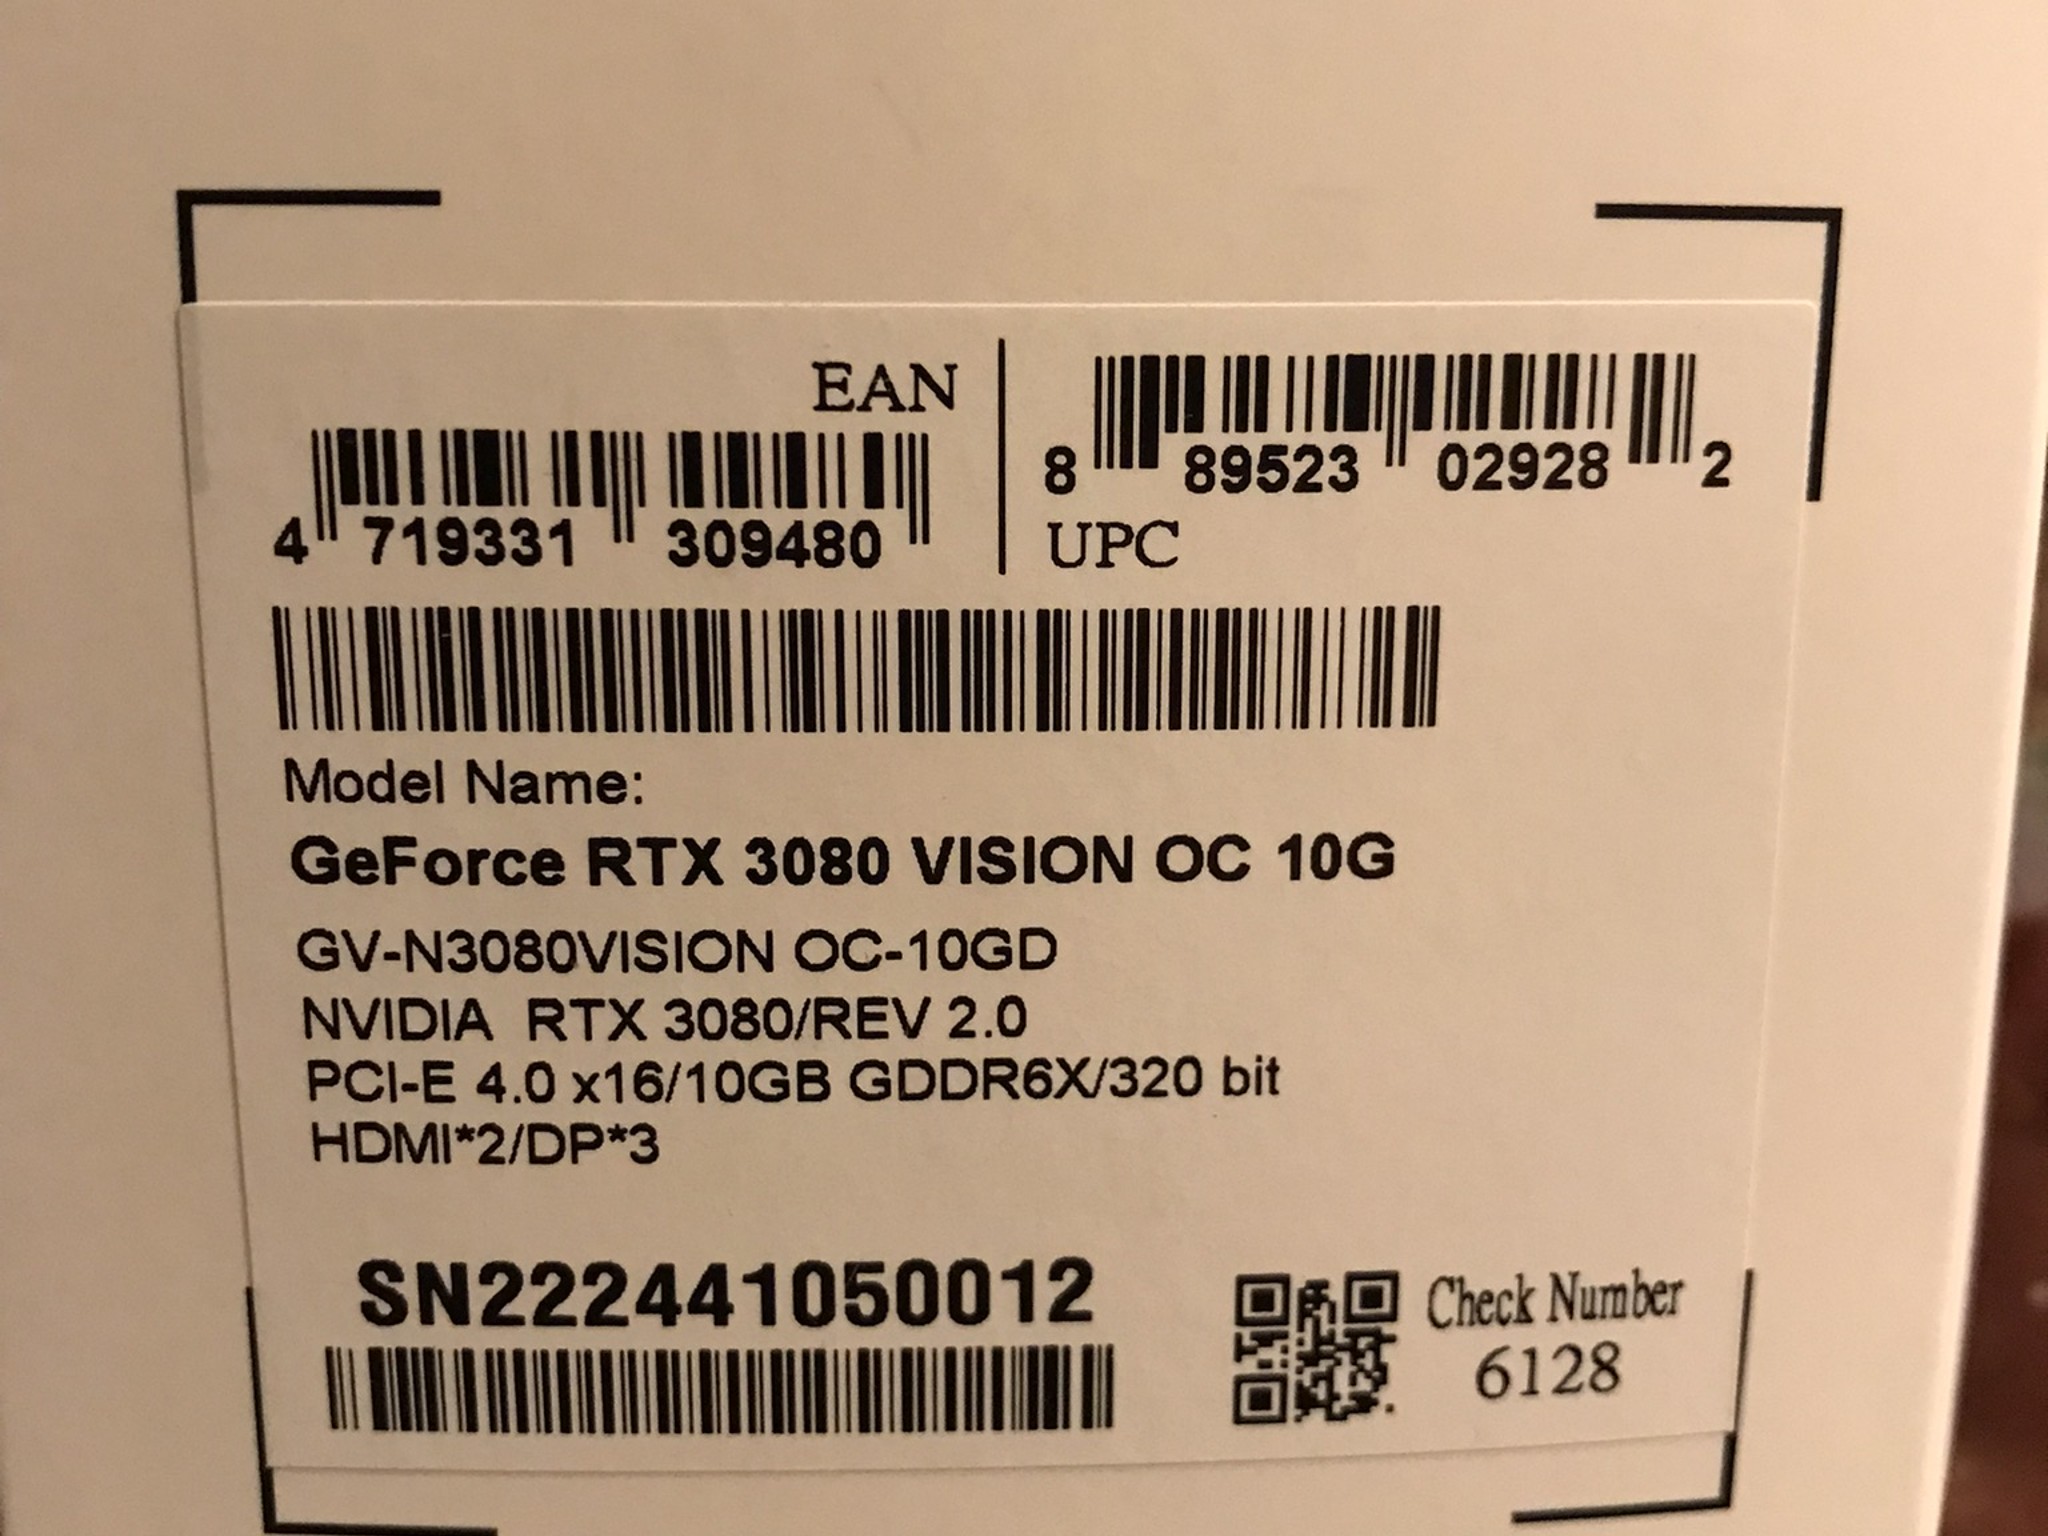 EAN
4 719331 309480
8 89523 02928 2
UPC
Model Name:
GeForce RTX 3080 VISION OC 10G
GV-N3080VISION OC-10GD
NVIDIA  RTX 3080/REV 2.0
PCI-E 4.0 x16/10GB GDDR6X/320 bit
HDMI*2/DP*3
SN222441050012
Check Number
6128